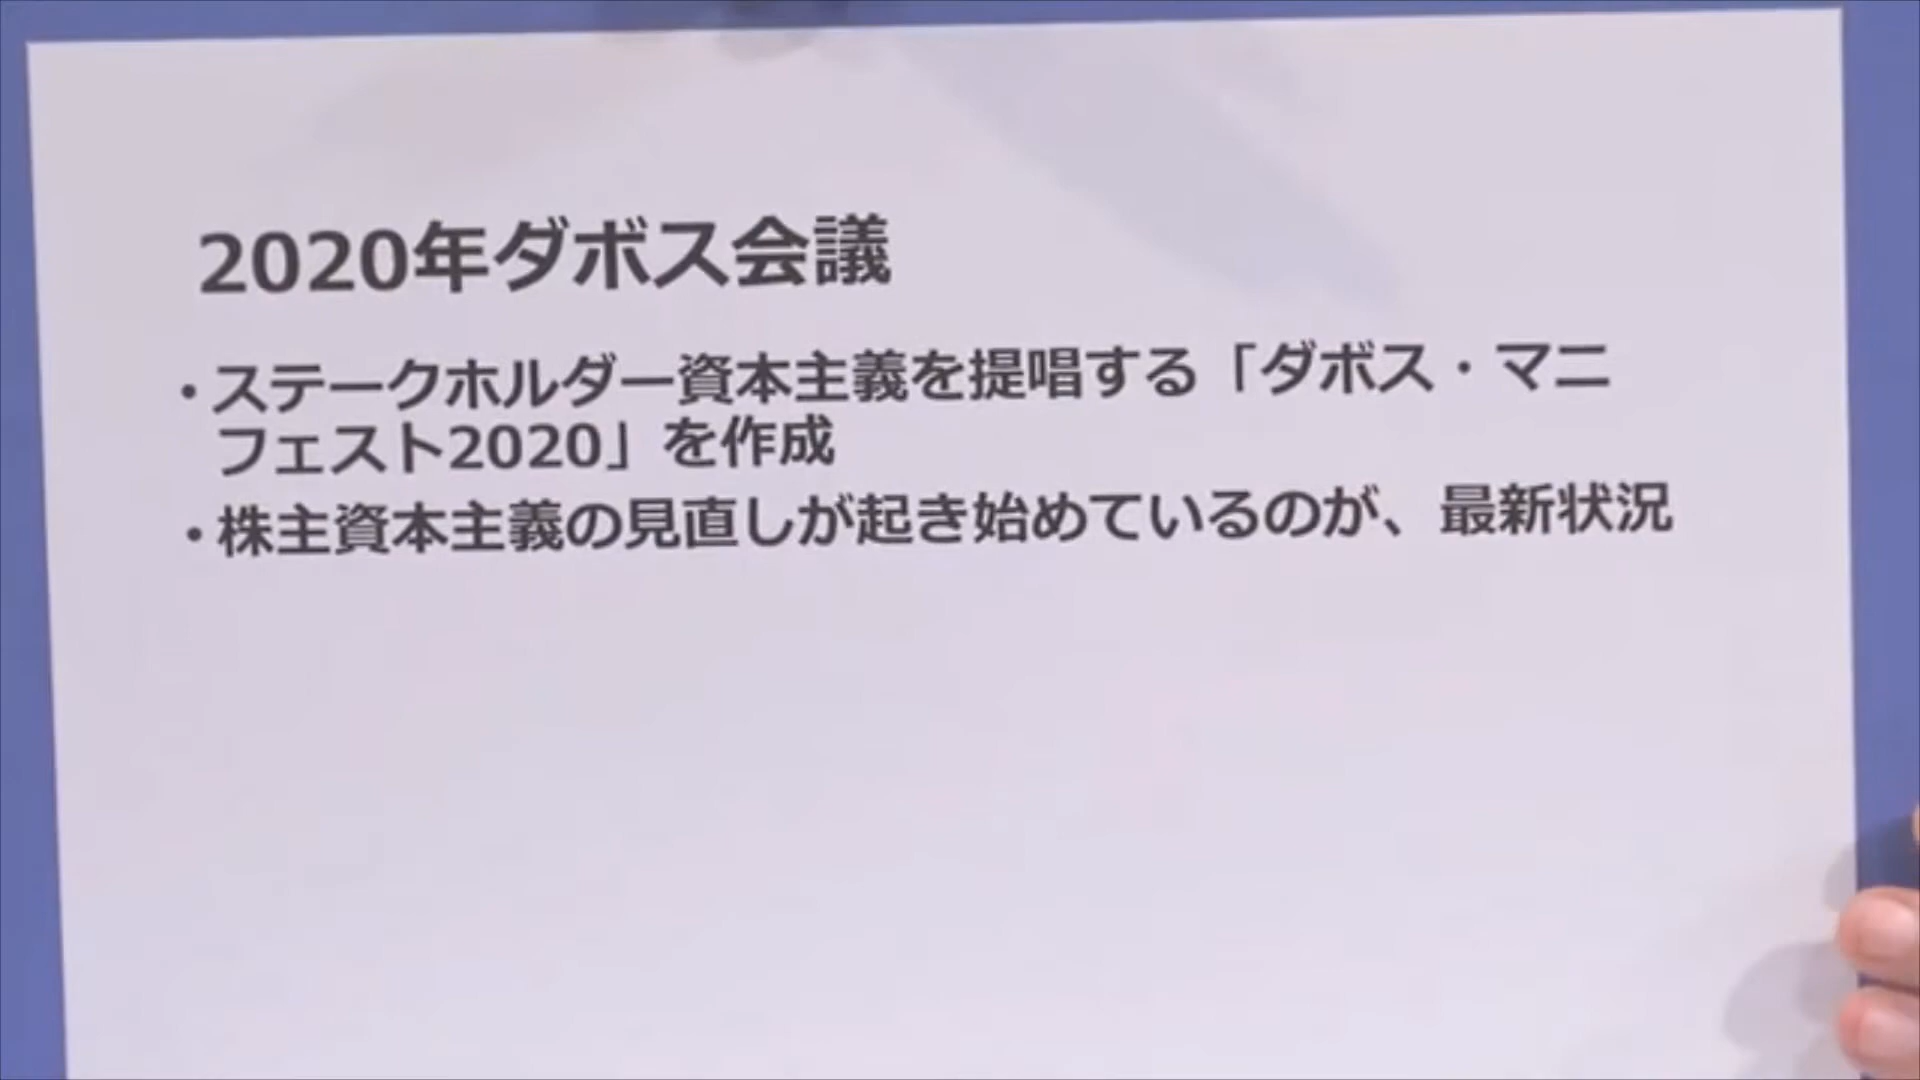 2020年ダボス会議
・ステークホルダー資本主義を提唱する「ダボス・マニ
フェスト2020」を作成
・株主資本主義の見直しが起き始めているのが、最新状況